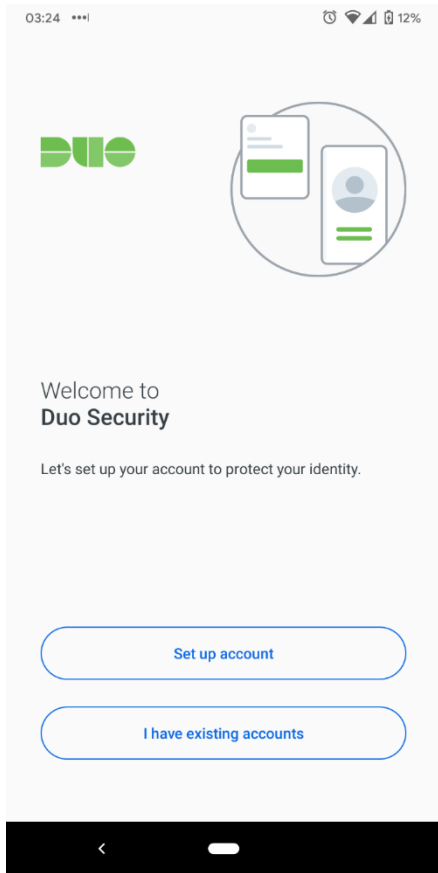 03:24
12%
DUO
Welcome to
Duo Security
Let's set up your account to protect your identity.
Set up account
I have existing accounts